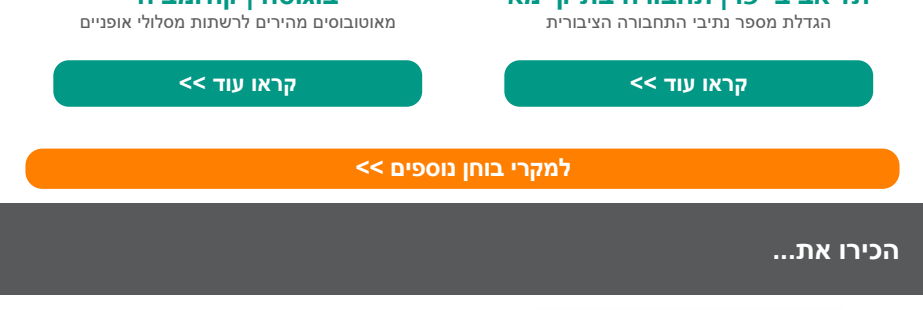 הגדלת מספר נתיבי התחבורה הציבורית
מאוטובוסים מהירים לרשתות מסלולי אופניים
קראו עוד >>
קראו עוד >>
למקרי בוחן נוספים >>
הכירו את...